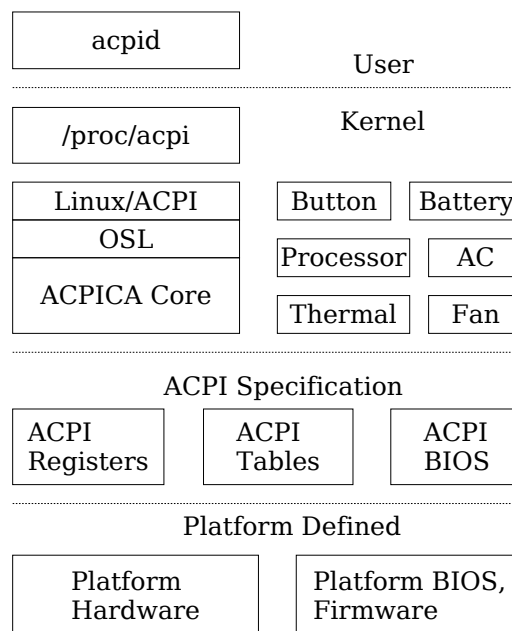 acpid
User
Kernel
/proc/acpi
Linux/ACPI
OSL
ACPICA Core
Button
Battery
Processor
AC
Thermal
Fan
ACPI Specification
ACPI
Registers
ACPI
Tables
ACPI
BIOS
Platform Defined
Platform
Hardware
Platform BIOS,
Firmware